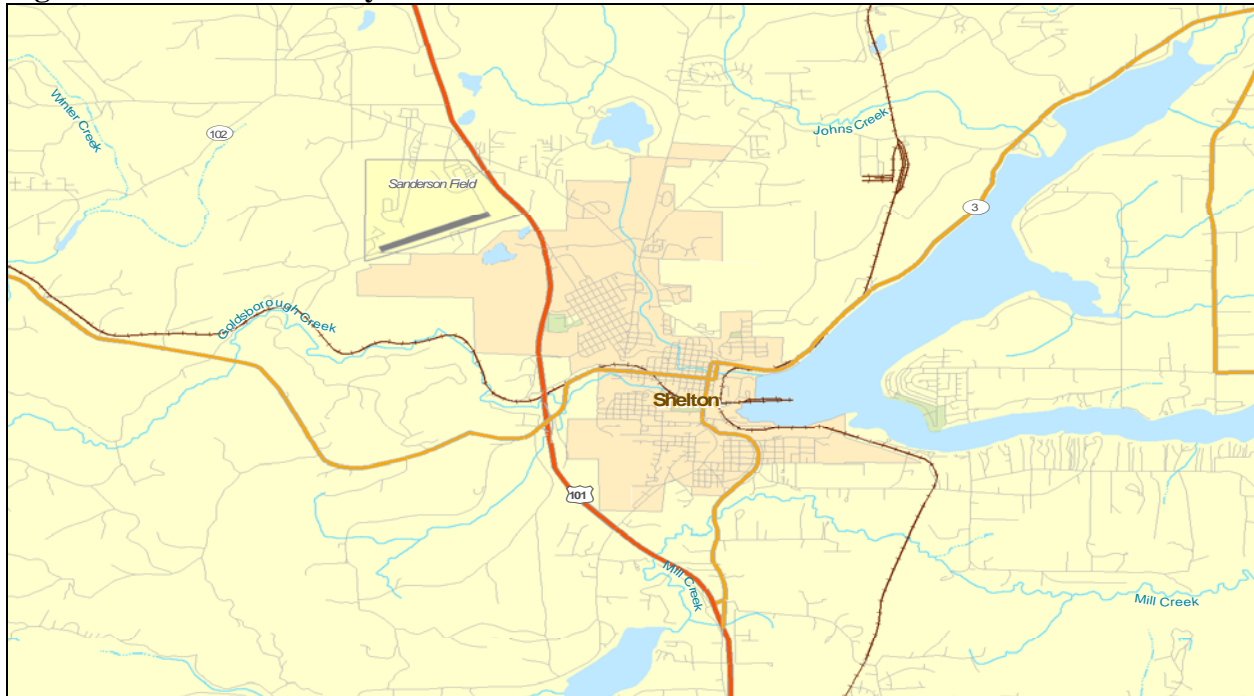 Winter Creek
102
Johns Creek
Sanderson Field
3
Goldsborough Creek
Shelton
101
Mill Creek
Mill Creek